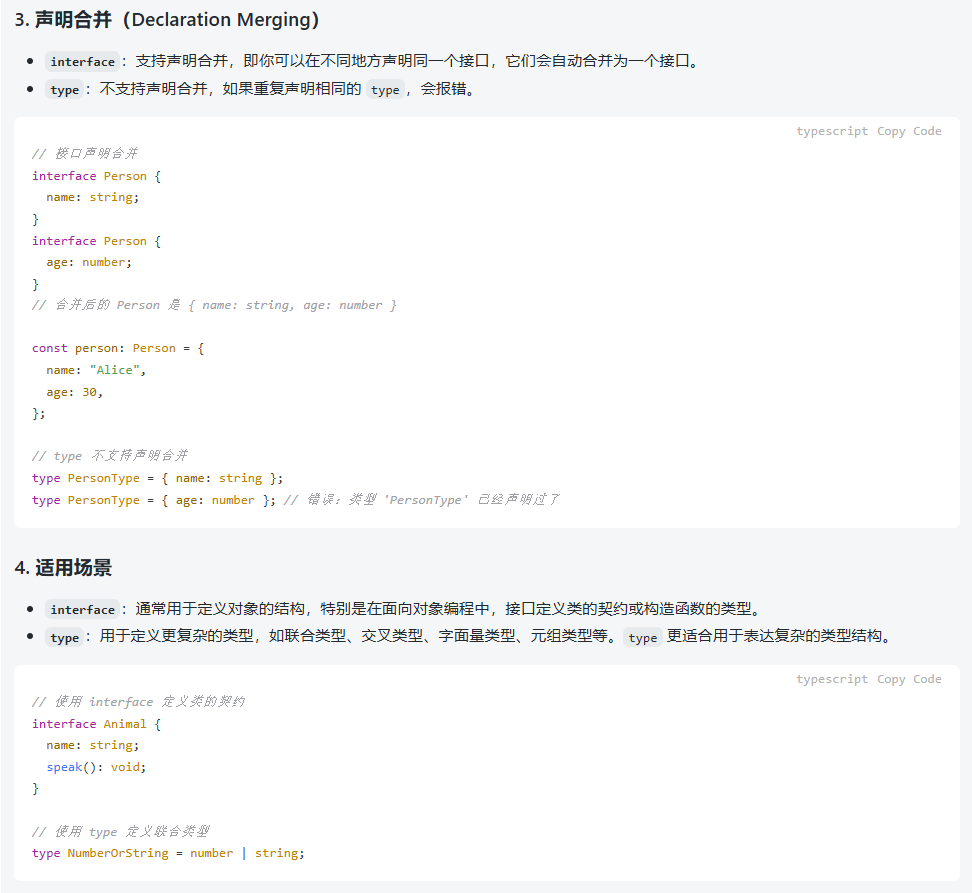 3. 声明合并（Declaration Merging）
interface：支持声明合并，即你可以在不同地方声明同一个接口，它们会自动合并为一个接口。
type：不支持声明合并，如果重复声明相同的 type，会报错。
typescript Copy Code
// 接口声明合并
interface Person {
  name: string;
}
interface Person {
  age: number;
}
// 合并后的 Person 是 { name: string, age: number }
const person: Person = {
  name: "Alice",
  age: 30,
};
// type 不支持声明合并
type PersonType = { name: string };
type PersonType = { age: number }; // 错误：类型 'PersonType' 已经声明过了
4. 适用场景
interface：通常用于定义对象的结构，特别是在面向对象编程中，接口定义类的契约或构造函数的类型。
type：用于定义更复杂的类型，如联合类型、交叉类型、字面量类型、元组类型等。type 更适合用于表达复杂的类型结构。
typescript Copy Code
// 使用 interface 定义类的契约
interface Animal {
  name: string;
  speak(): void;
}
// 使用 type 定义联合类型
type NumberOrString = number | string;